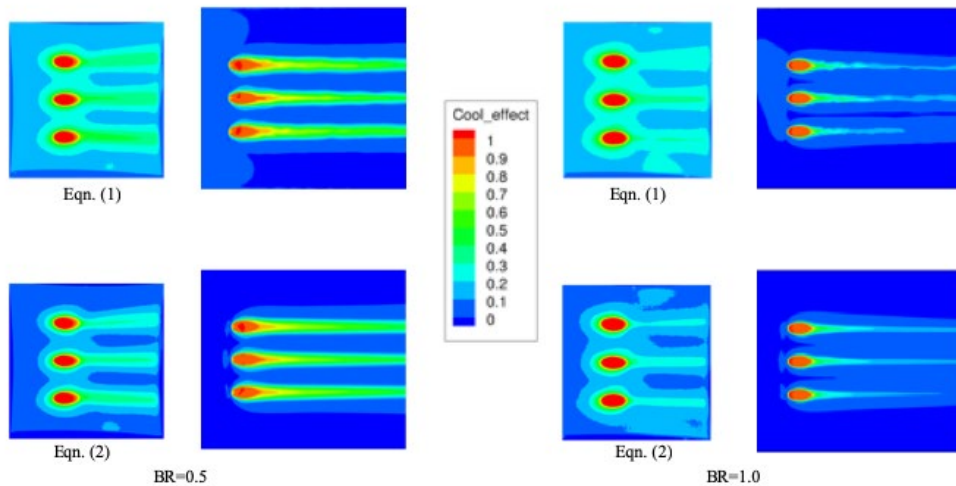 Cool_effect
1
0.9
0.8
0.7
0.6
0.5
0.4
0.3
0.2
0.1
0
Eqn. (1)
Eqn. (1)
Eqn. (2)
Eqn. (2)
BR=0.5
BR=1.0